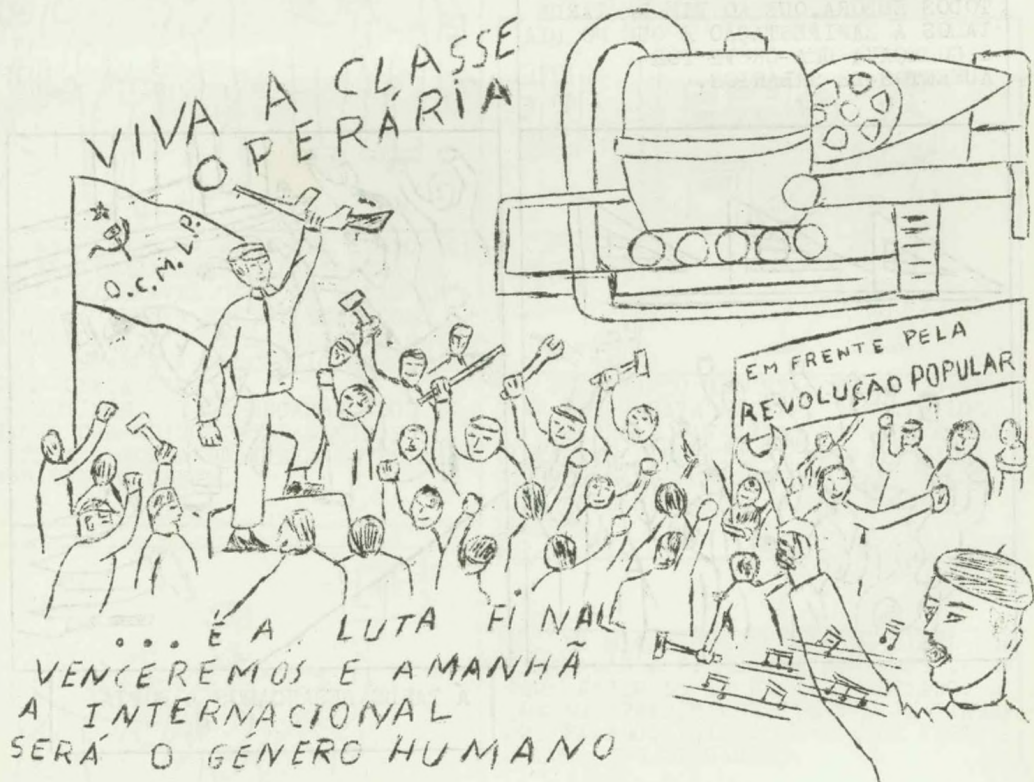 VIVA A CLASSE
OPERÁRIA
O.C.M.L.P.
EM FRENTE PELA
REVOLUÇÃO POPULAR
... É A LUTA FINAL
VENCEREMOS E AMANHÃ
A INTERNACIONAL
SERÁ O GÉNERO HUMANO